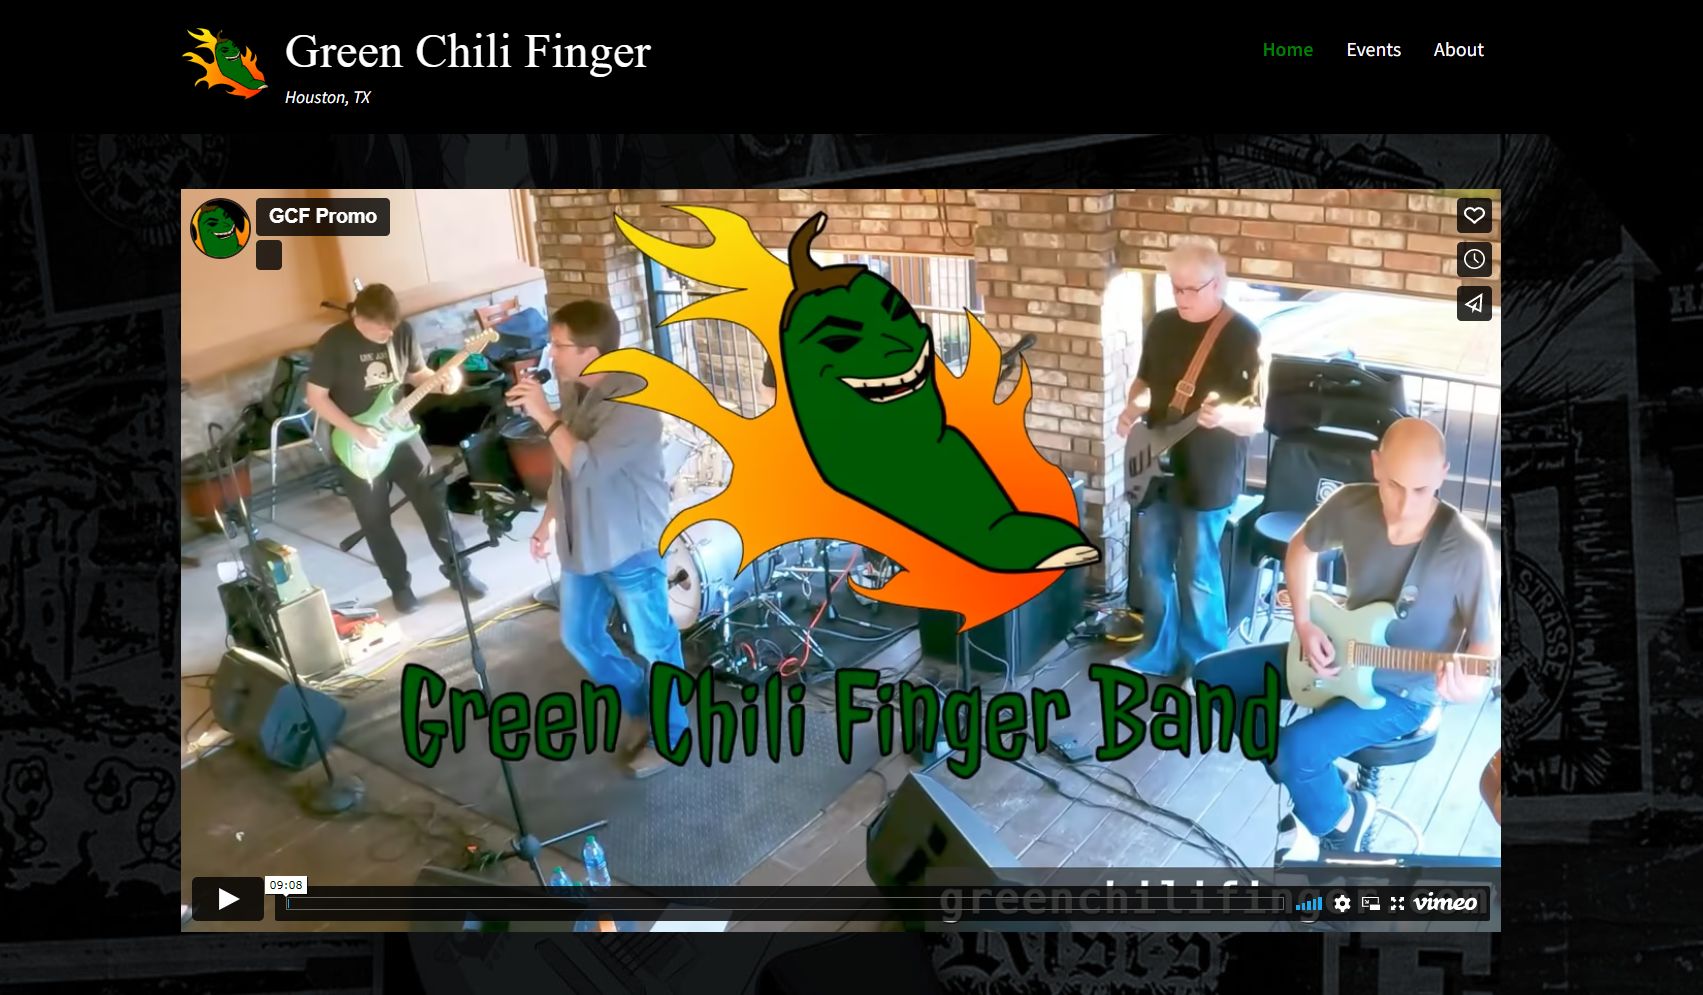 Green Chili Finger
Houston, TX
Home Events About
GCF Promo
Green Chili Finger Band
09:08
greenchilifinger.com
vimeo
STRASSE